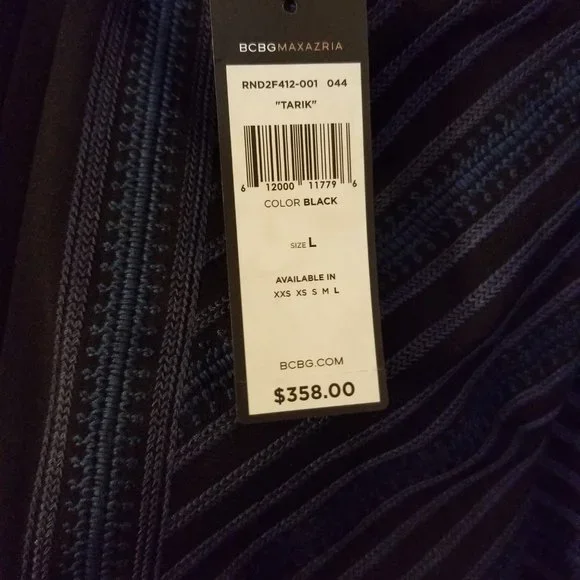 BCBGMAXAZRIA
RND2F412-001 044
"TARIK"
6 12000 11779 6
COLOR BLACK
SIZE L
AVAILABLE IN
XXS XS S M L
BCBG.COM
$358.00